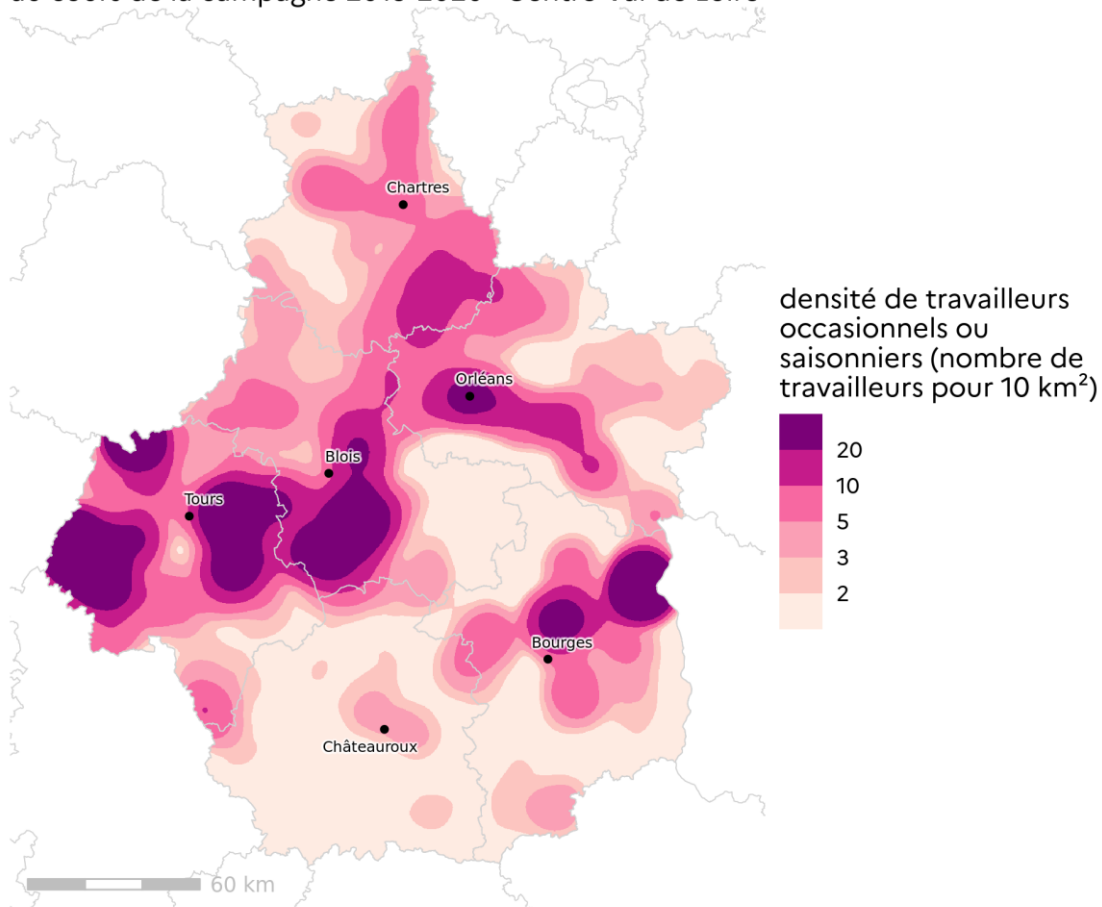 Chartres
densité de travailleurs
occasionnels ou
saisonniers (nombre de
travailleurs pour 10 km²)
Orléans
20
Blois
10
Tours
5
3
2
Bourges
Châteauroux
60 km